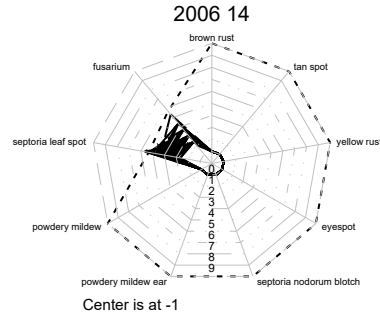 2006 14
brown rust
fusarium
tan spot
septoria leaf spot
yellow rust
0
1
2
3
4
5
6
7
8
9
powdery mildew
eyespot
powdery mildew ear
septoria nodorum blotch
Center is at -1